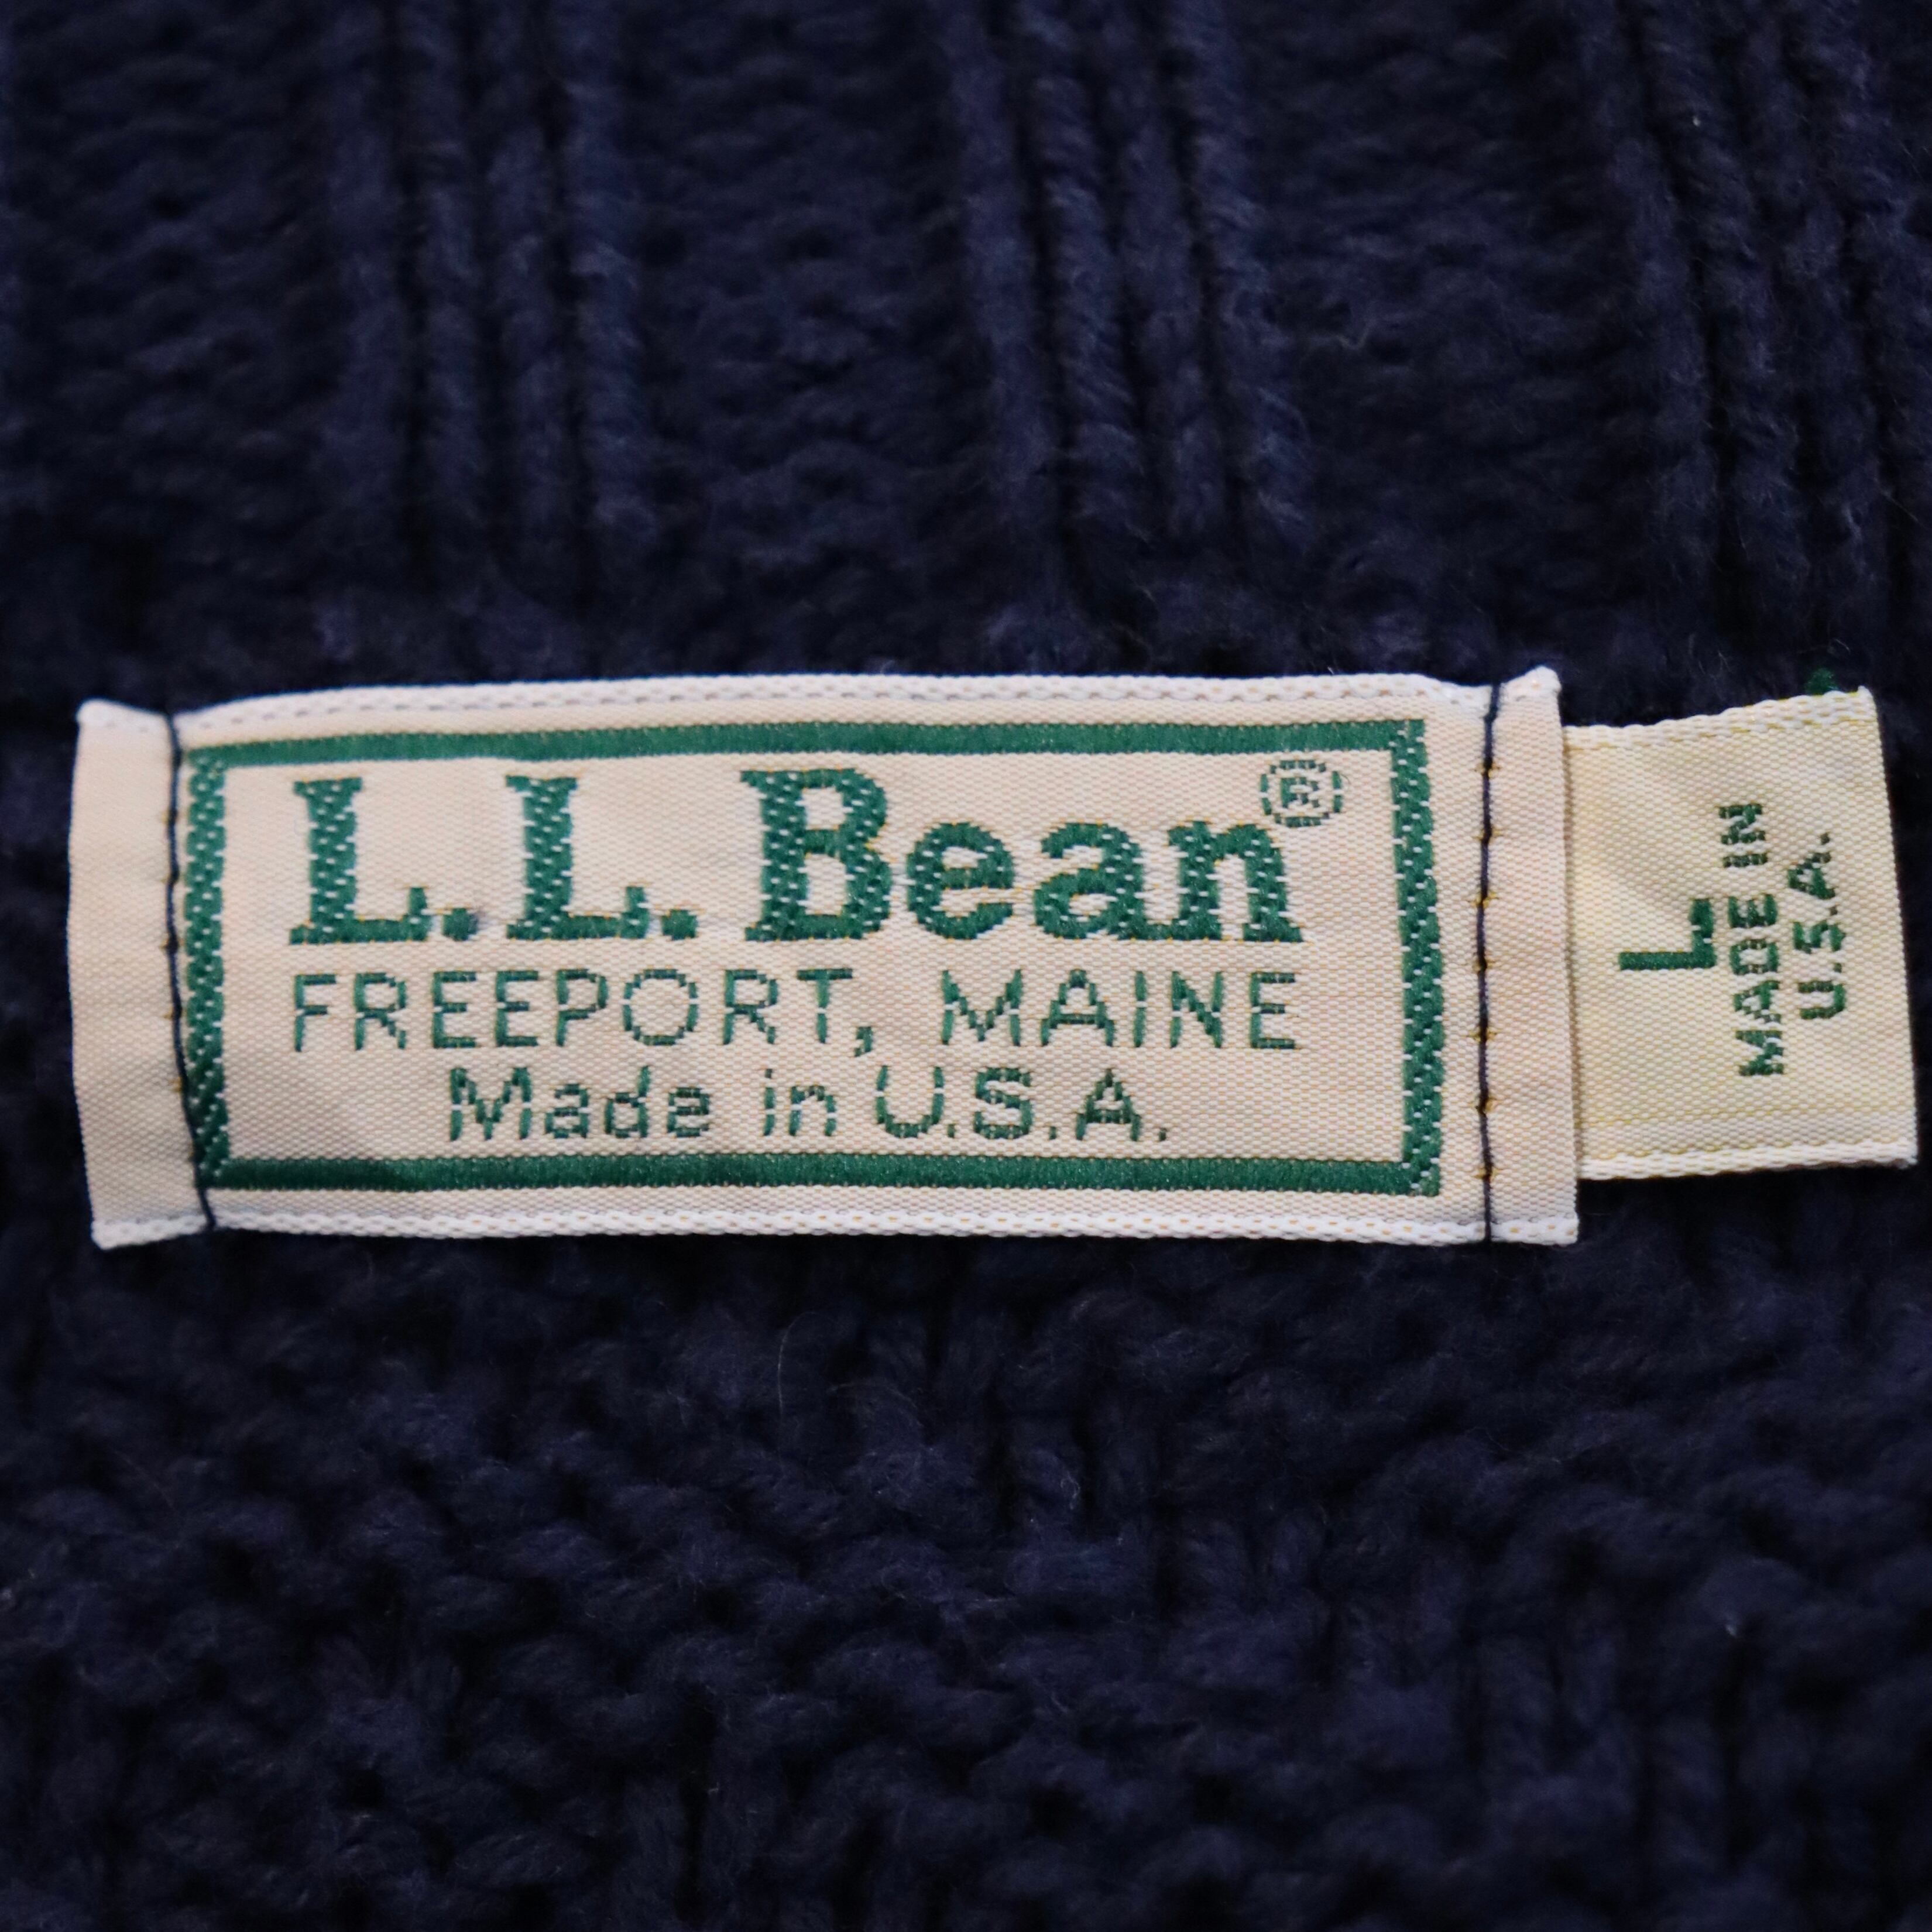 L.L.Bean®
FREEPORT, MAINE
Made in U.S.A.
L
MADE IN
U.S.A.